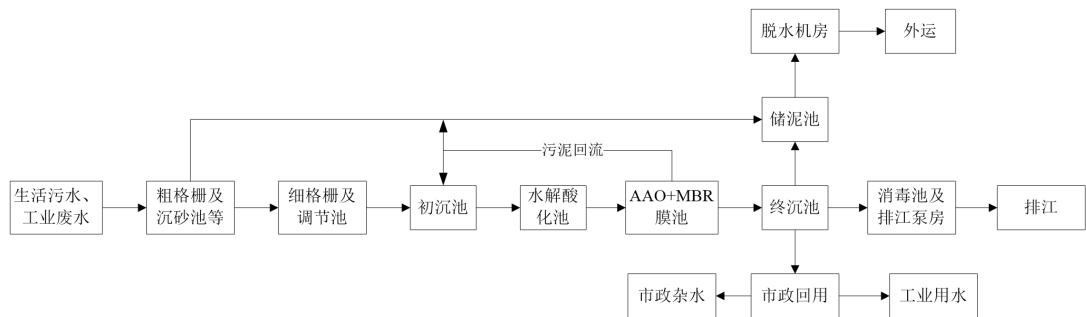 脱水机房
外运
储泥池
污泥回流
生活污水、
工业废水
粗格栅及
沉砂池等
细格栅及
调节池
初沉池
水解酸
化池
AAO+MBR
膜池
终沉池
消毒池及
排江泵房
排江
市政杂水
市政回用
工业用水